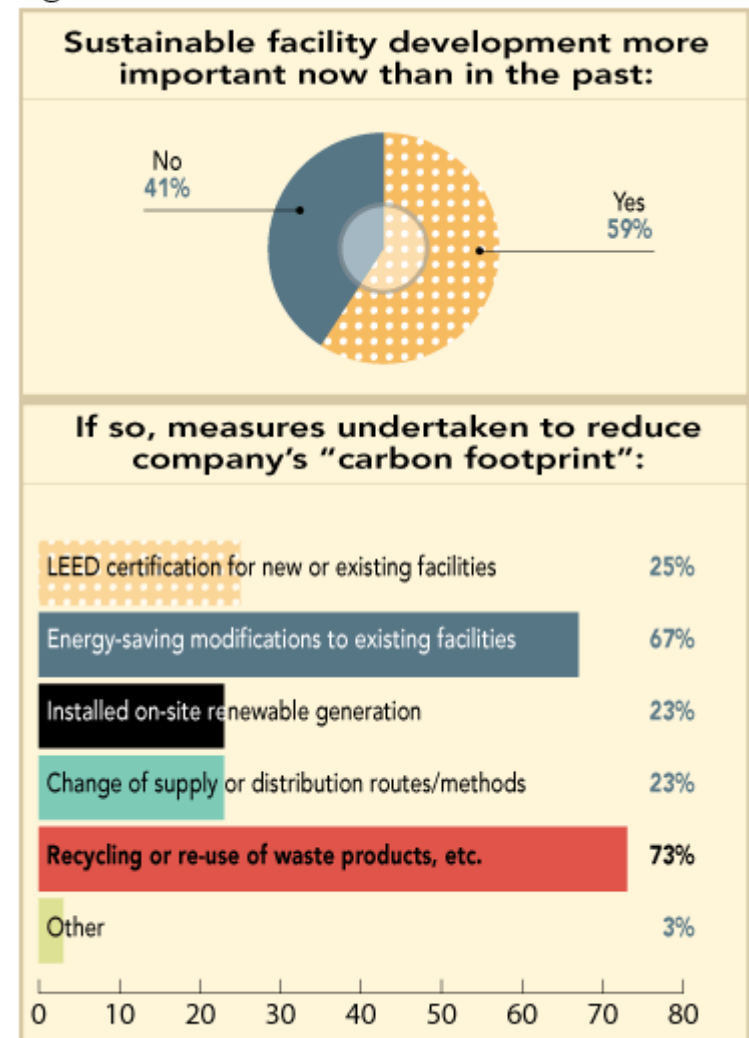 Sustainable facility development more
important now than in the past:
No
41%
Yes
59%
If so, measures undertaken to reduce
company's “carbon footprint”:
LEED certification for new or existing facilities 25%
Energy-saving modifications to existing facilities 67%
Installed on-site renewable generation 23%
Change of supply or distribution routes/methods 23%
Recycling or re-use of waste products, etc. 73%
Other 3%
0 10 20 30 40 50 60 70 80